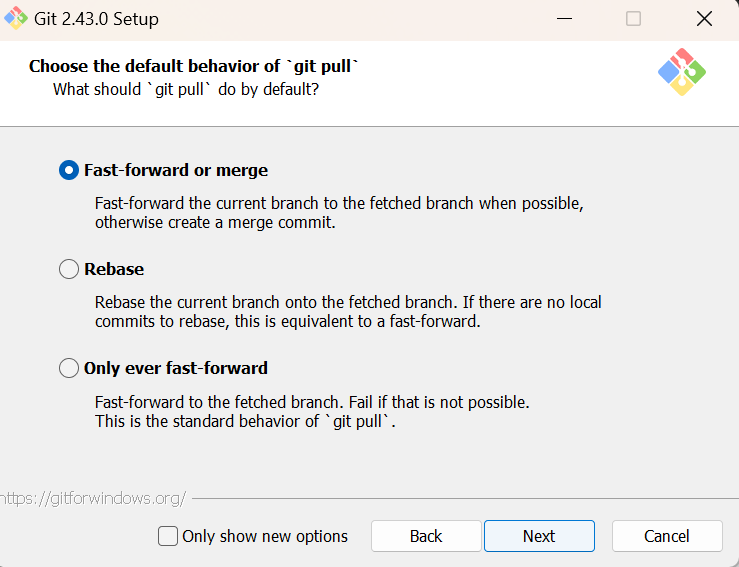 Git 2.43.0 Setup
Choose the default behavior of `git pull`
What should `git pull` do by default?
Fast-forward or merge
Fast-forward the current branch to the fetched branch when possible,
otherwise create a merge commit.
Rebase
Rebase the current branch onto the fetched branch. If there are no local
commits to rebase, this is equivalent to a fast-forward.
Only ever fast-forward
Fast-forward to the fetched branch. Fail if that is not possible.
This is the standard behavior of `git pull`.
https://gitforwindows.org/
Only show new options
Back
Next
Cancel